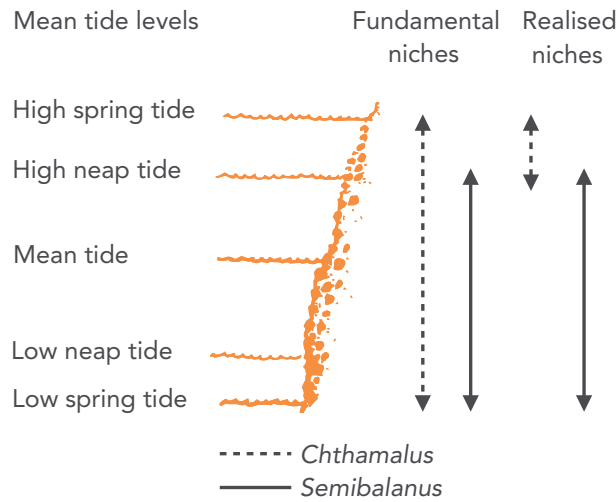 Mean tide levels
Fundamental
niches
Realised
niches
High spring tide
High neap tide
Mean tide
Low neap tide
Low spring tide
Chthamalus
Semibalanus